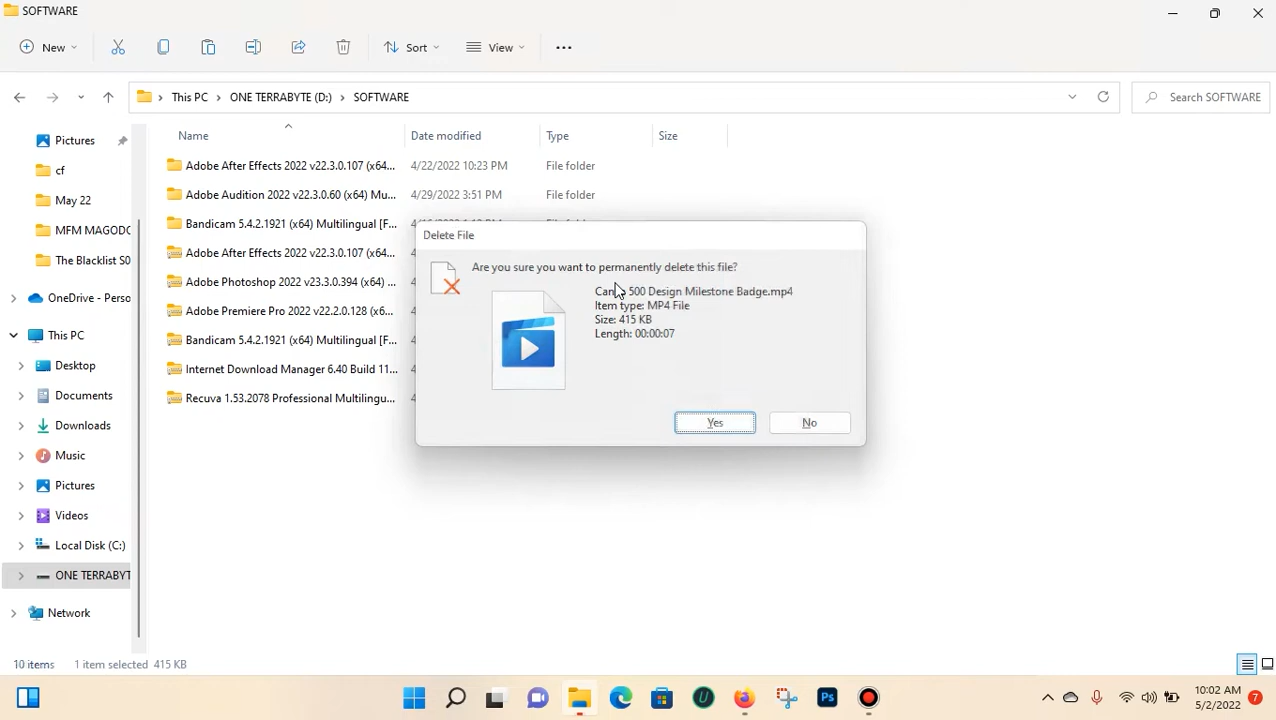 SOFTWARE
New
Sort
View
This PC
ONE TERRABYTE (D:)
SOFTWARE
Search SOFTWARE
Name
Date modified
Type
Size
Pictures
cf
May 22
MFM MAGODO
The Blacklist S0
OneDrive - Perso
This PC
Desktop
Documents
Downloads
Music
Pictures
Videos
Local Disk (C:)
ONE TERRABYT
Network
Adobe After Effects 2022 v22.3.0.107 (x64...
4/22/2022 10:23 PM
File folder
Adobe Audition 2022 v22.3.0.60 (x64) Mu...
4/29/2022 3:51 PM
File folder
Bandicam 5.4.2.1921 (x64) Multilingual [F...
Adobe After Effects 2022 v22.3.0.107 (x64...
Adobe Photoshop 2022 v23.3.0.394 (x64) ...
Adobe Premiere Pro 2022 v22.2.0.128 (x6...
Bandicam 5.4.2.1921 (x64) Multilingual [F...
Internet Download Manager 6.40 Build 11...
Recuva 1.53.2078 Professional Multilingu...
Delete File
Are you sure you want to permanently delete this file?
500 Design Milestone Badge.mp4
Item type: MP4 File
Size: 415 KB
Length: 00:00:07
Yes
No
10 items
1 item selected 415 KB
10:02 AM
5/2/2022
7
Ps